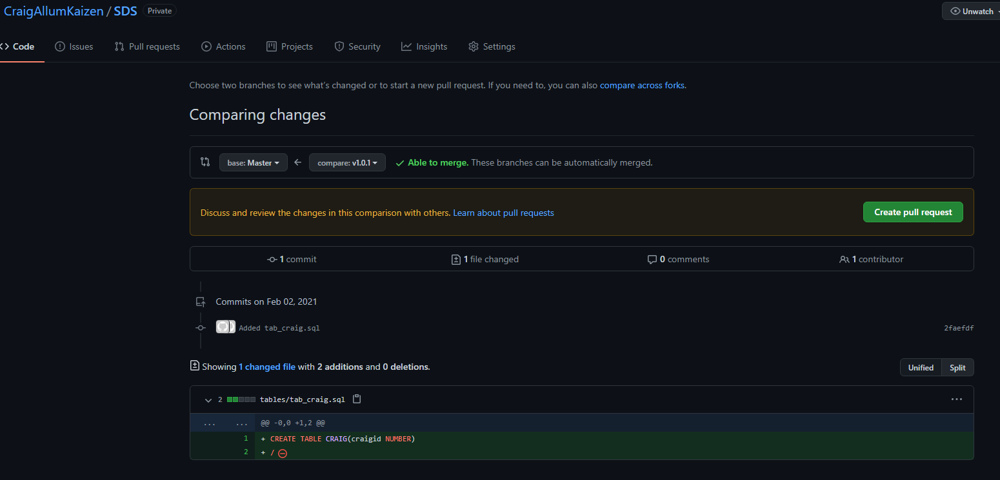 CraigAllumKaizen / SDS Private
Unwatch
Code Issues Pull requests Actions Projects Security Insights Settings
Choose two branches to see what's changed or to start a new pull request. If you need to, you can also compare across forks.
Comparing changes
base: Master compare: v1.0.1 Able to merge. These branches can be automatically merged.
Discuss and review the changes in this comparison with others. Learn about pull requests Create pull request
1 commit 1 file changed 0 comments 1 contributor
Commits on Feb 02, 2021
Added tab_craig.sql 2faefdf
Showing 1 changed file with 2 additions and 0 deletions. Unified Split
2 tables/tab_craig.sql ...
... ... @@ -0,0 +1,2 @@
1 + CREATE TABLE CRAIG(craigid NUMBER)
2 + /